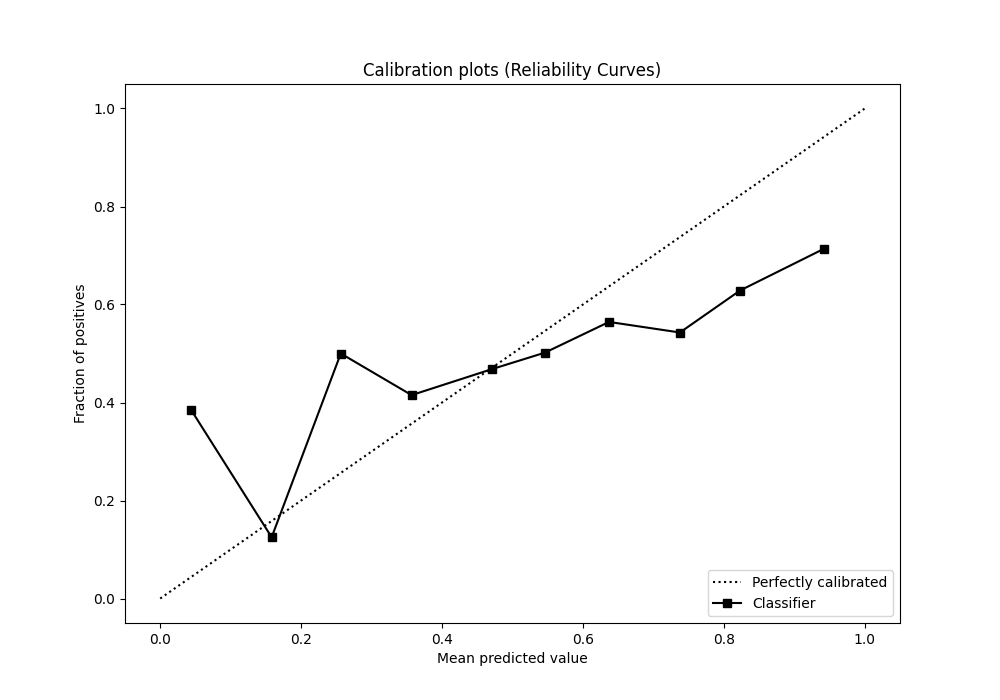 Calibration plots (Reliability Curves)
1.0
0.8
0.6
0.4
0.2
0.0
Fraction of positives
0.0 0.2 0.4 0.6 0.8 1.0
Mean predicted value
Perfectly calibrated
Classifier